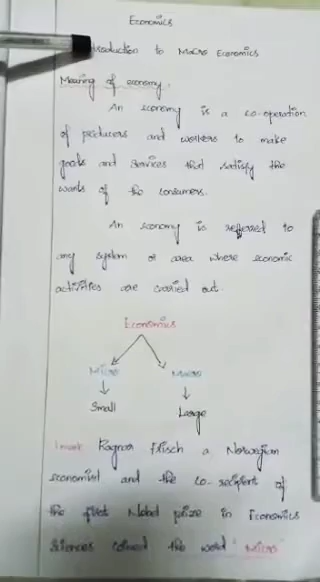 Economics
Introduction to Macro Economics
Meaning of economy.
An economy is a co-operation
of producers and workers to make
goods and services that satisfy the
wants of the consumers.
An economy is reffered to
any system or area where economic
activities are carried out.
Economics
Micro Macro
Small Large
1 mark Ragnar Frisch a Norwegian
economist and the co-recipient of
the first Nobel prize in Economics
Sciences coined the word "Micro"